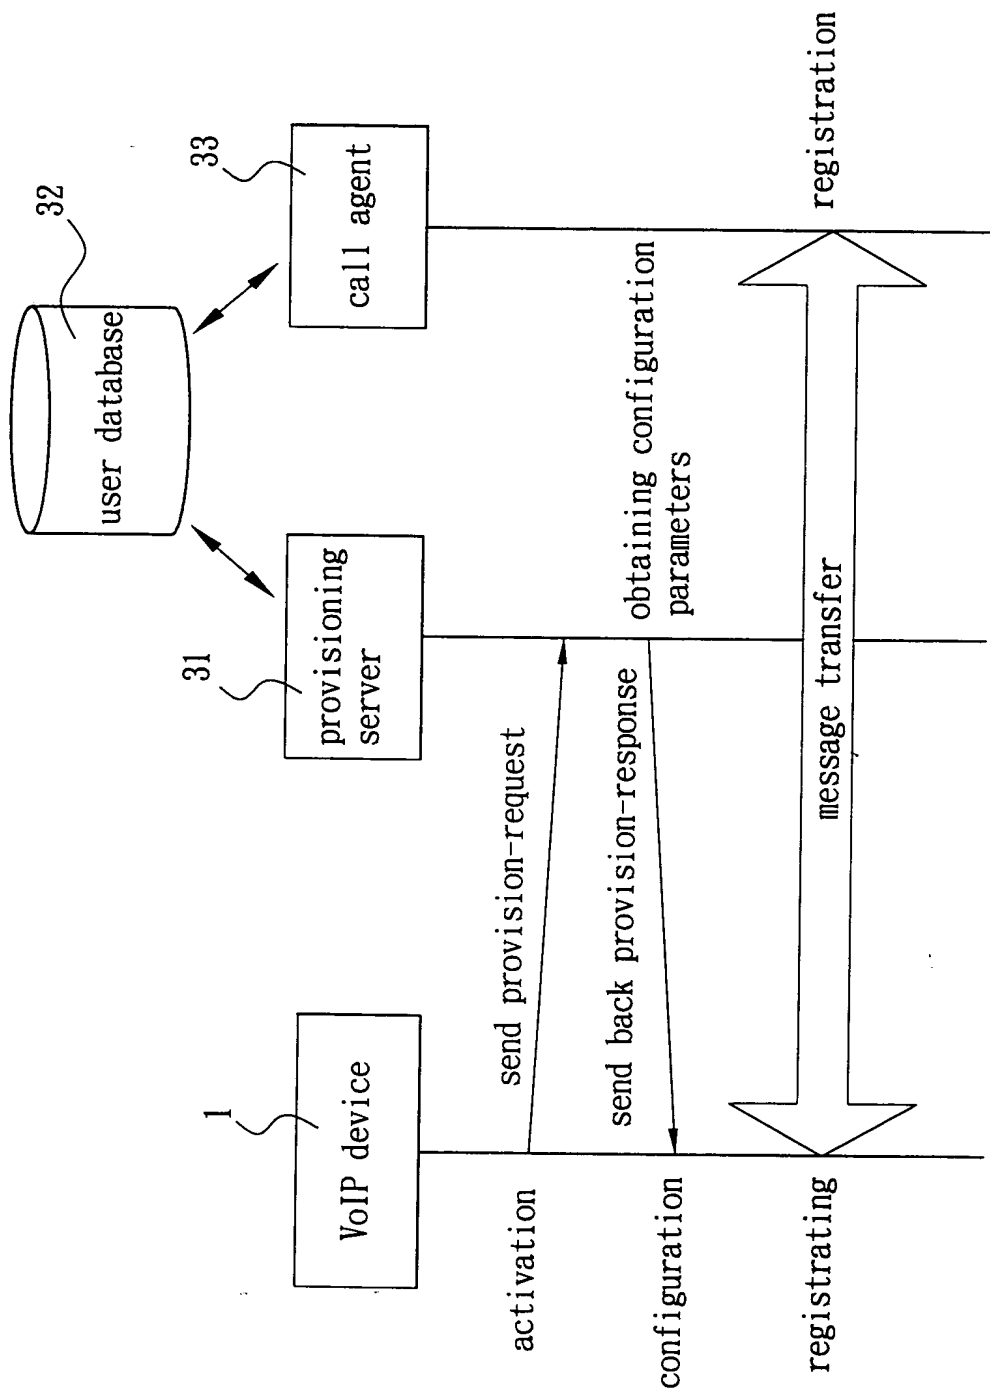 32
user database
31
provisioning
server
33
call agent
1
VoIP device
activation
send provision-request
obtaining configuration
parameters
send back provision-response
configuration
registrating
message transfer
registration